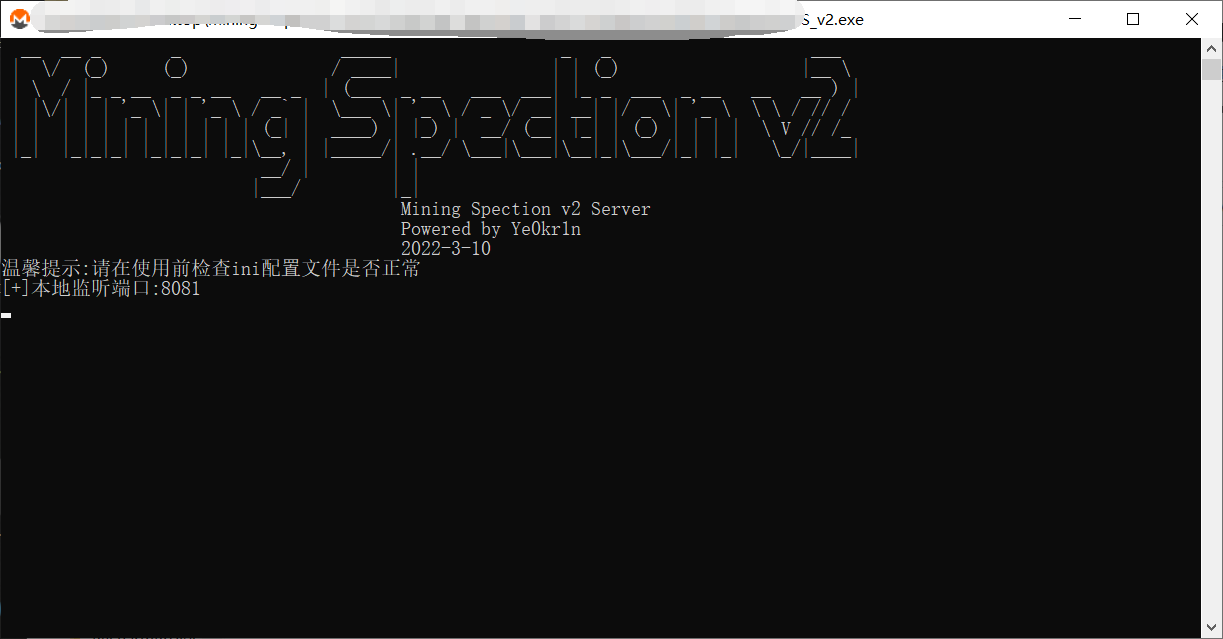 S_v2.exe
Mining Spection v2
Mining Spection v2 Server
Powered by Ye0kr1n
2022-3-10
温馨提示:请在使用前检查ini配置文件是否正常
[+]本地监听端口:8081